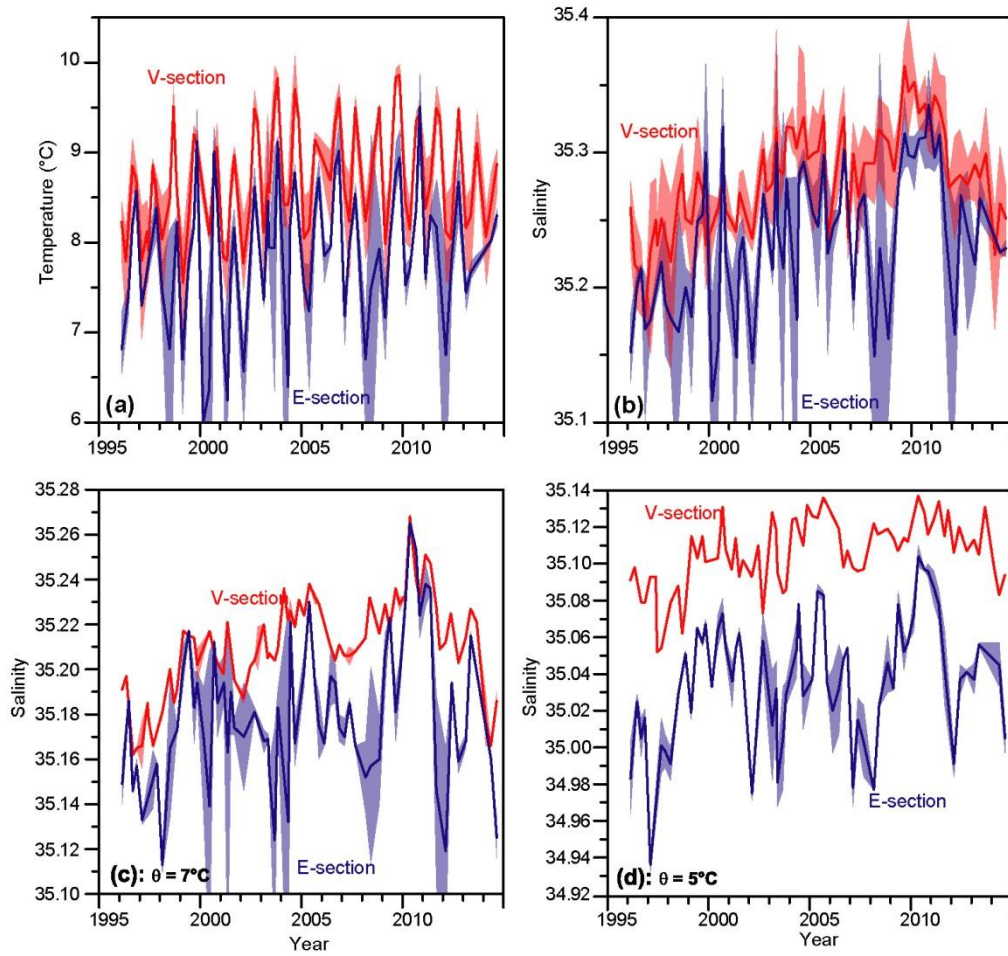 10
9
8
7
6
Temperature (°C)
V-section
E-section
(a)
1995 2000 2005 2010
35.4
35.3
35.2
35.1
Salinity
V-section
E-section
(b)
1995 2000 2005 2010
35.28
35.26
35.24
35.22
35.20
35.18
35.16
35.14
35.12
35.10
Salinity
V-section
E-section
(c): θ = 7°C
1995 2000 2005 2010
Year
35.14
35.12
35.10
35.08
35.06
35.04
35.02
35.00
34.98
34.96
34.94
34.92
Salinity
V-section
E-section
(d): θ = 5°C
1995 2000 2005 2010
Year